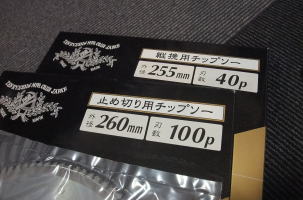 縦挽用チップソー
外径 255mm 刃数 40p
止め切り用チップソー
外径 260mm 刃数 100p